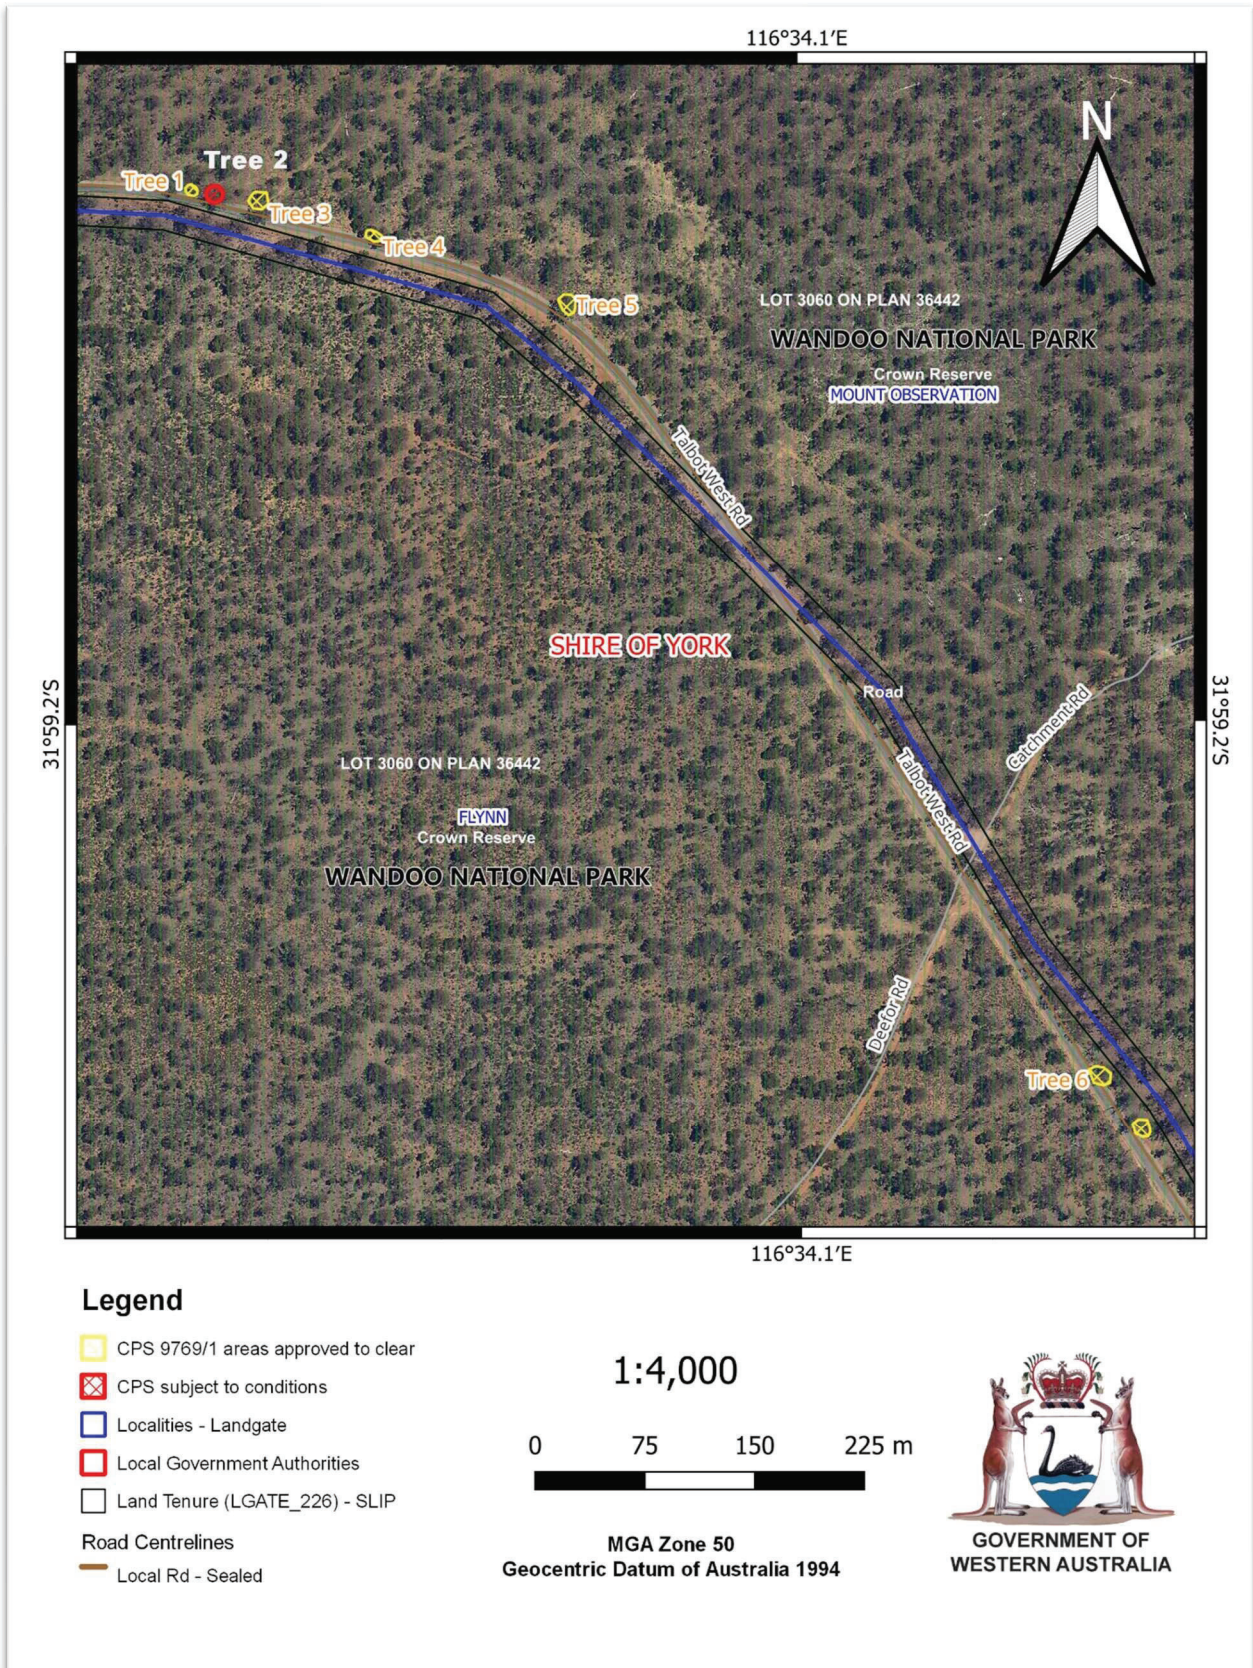 116°34.1'E
N
Tree 2
Tree 1
Tree 3
Tree 4
Tree 5
LOT 3060 ON PLAN 36442
WANDOO NATIONAL PARK
Crown Reserve
MOUNT OBSERVATION
Talbot West Rd
SHIRE OF YORK
Road
31°59.2'S
31°59.2'S
Catchment Rd
Talbot West Rd
LOT 3060 ON PLAN 36442
FLYNN
Crown Reserve
WANDOO NATIONAL PARK
Deefor Rd
Tree 6
116°34.1'E
Legend
CPS 9769/1 areas approved to clear
CPS subject to conditions
Localities - Landgate
Local Government Authorities
Land Tenure (LGATE_226) - SLIP
Road Centrelines
Local Rd - Sealed
1:4,000
0 75 150 225 m
MGA Zone 50
Geocentric Datum of Australia 1994
GOVERNMENT OF
WESTERN AUSTRALIA